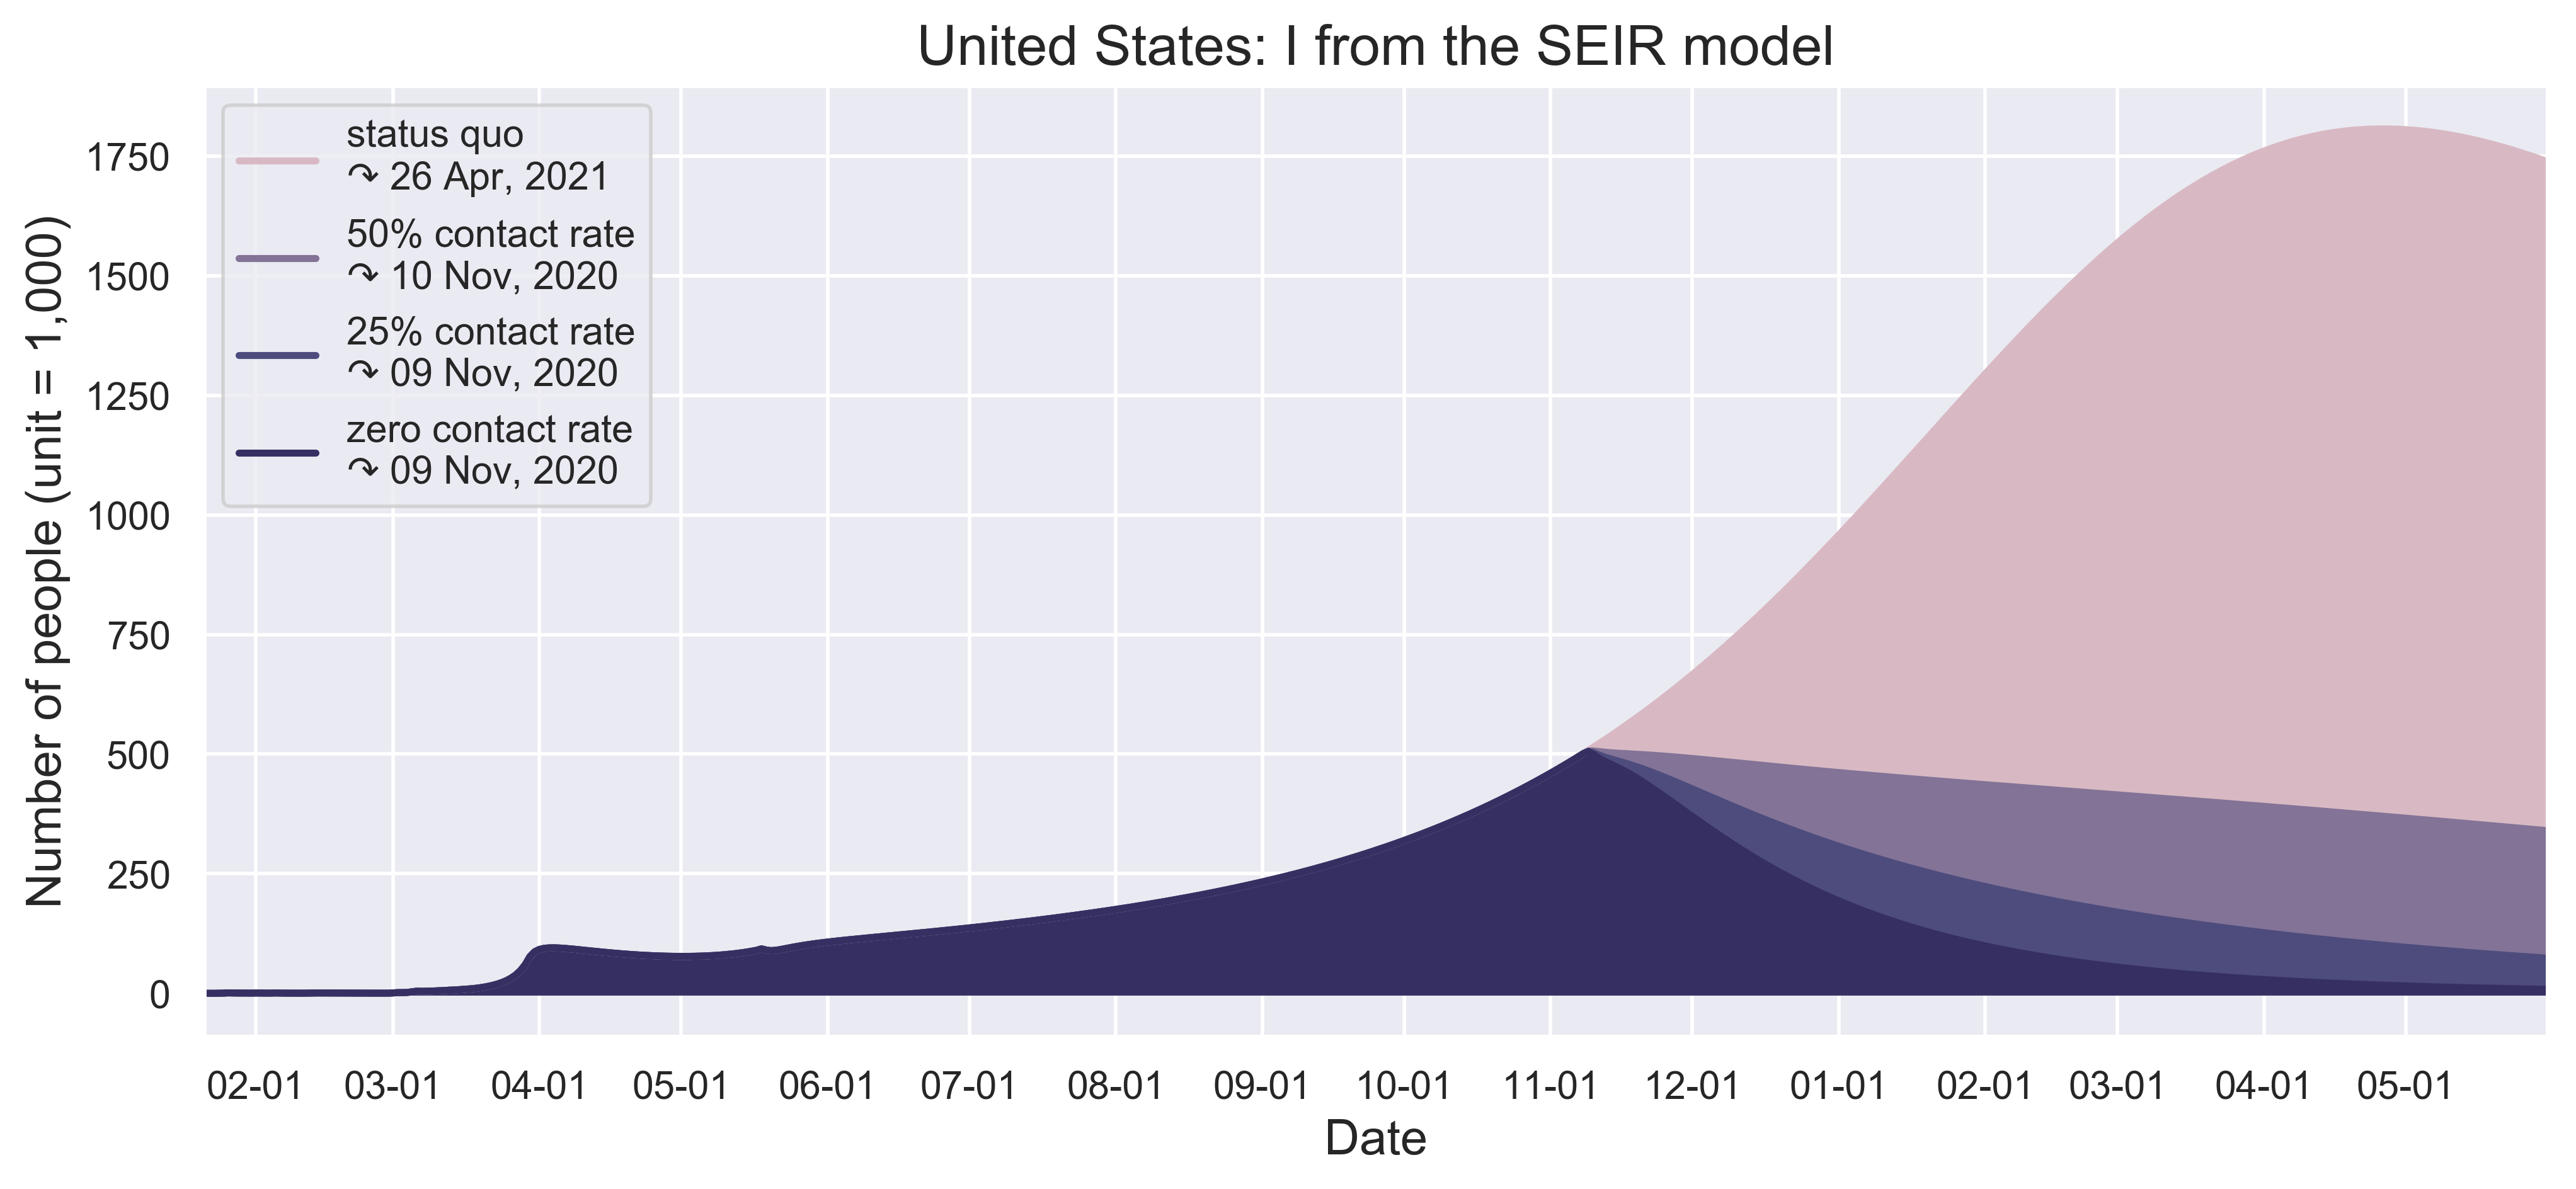 United States: I from the SEIR model
Number of people (unit = 1,000)
1750
1500
1250
1000
750
500
250
0
status quo
↷ 26 Apr, 2021
50% contact rate
↷ 10 Nov, 2020
25% contact rate
↷ 09 Nov, 2020
zero contact rate
↷ 09 Nov, 2020
02-01 03-01 04-01 05-01 06-01 07-01 08-01 09-01 10-01 11-01 12-01 01-01 02-01 03-01 04-01 05-01
Date